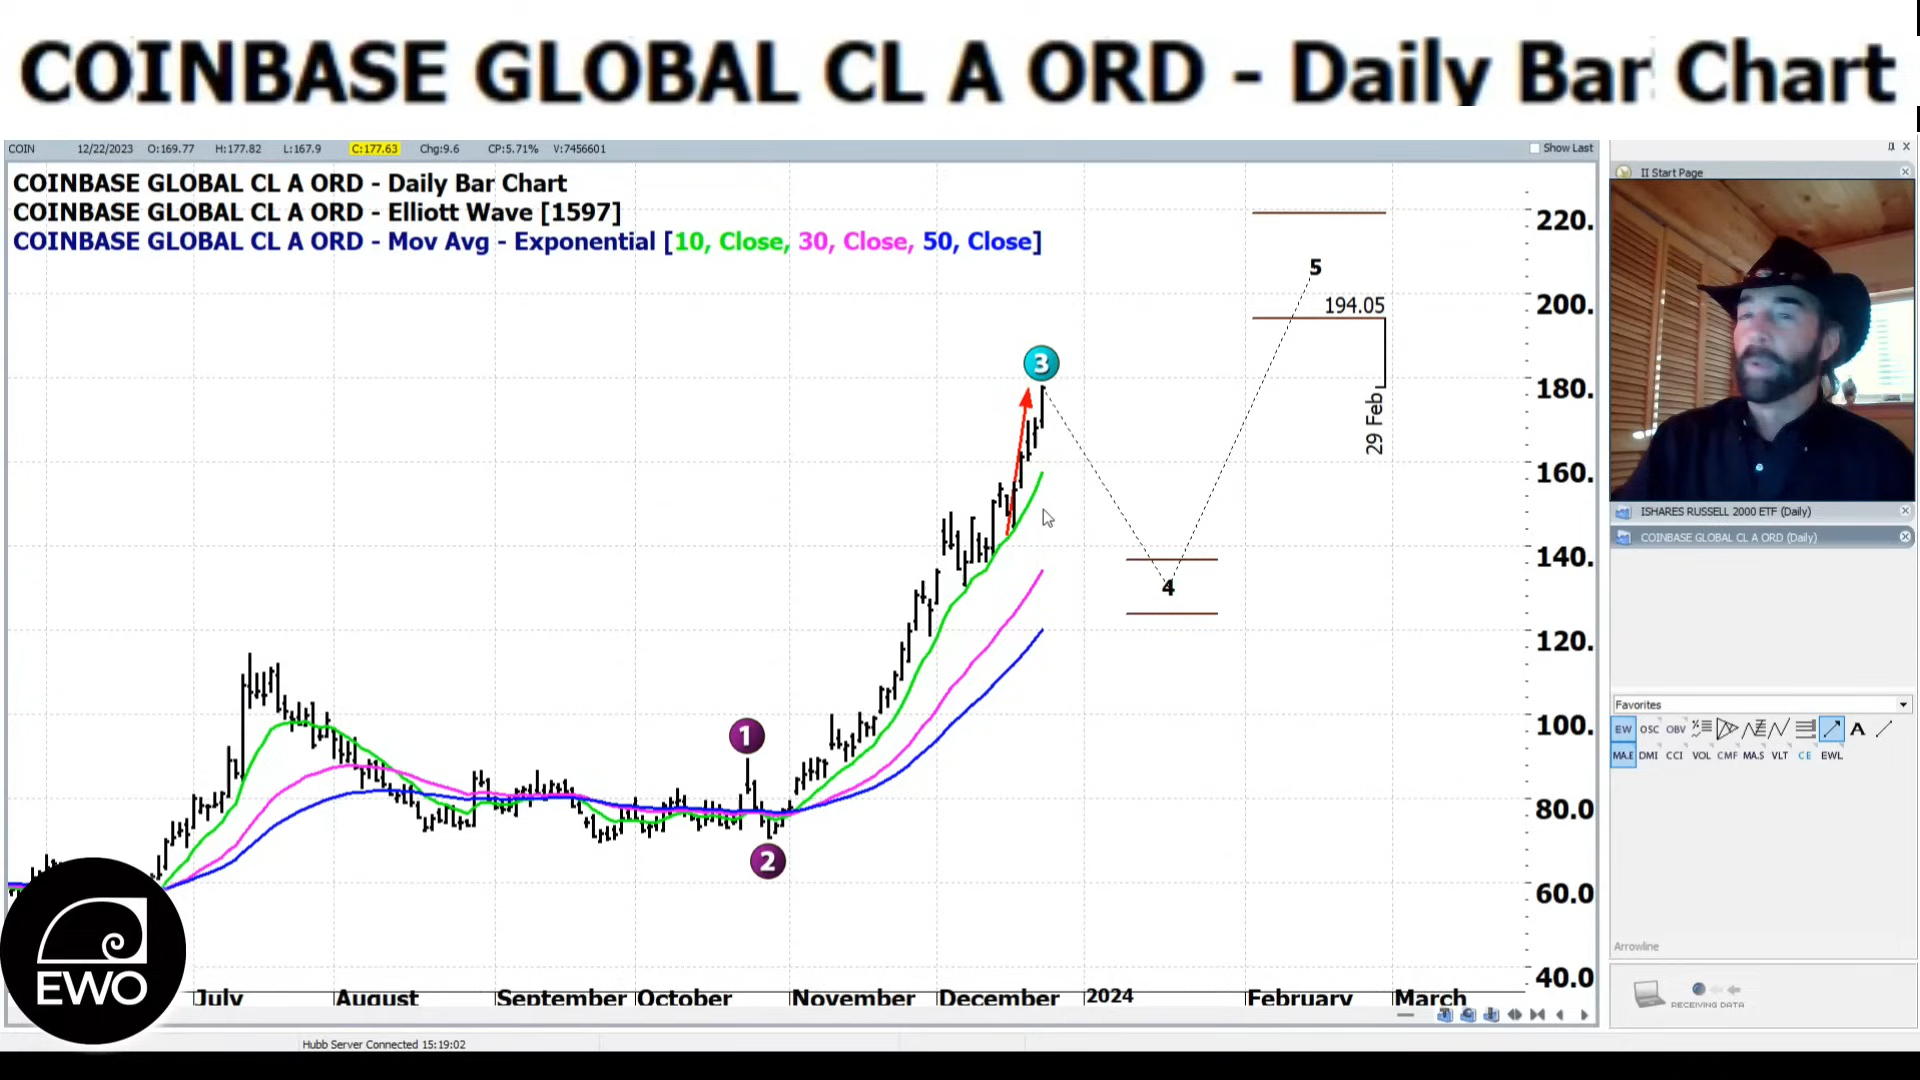 COINBASE GLOBAL CL A ORD - Daily Bar Chart
COIN 12/22/2023 O:169.77 H:177.82 L:167.9 C:177.63 Chg:9.6 CP:5.71% V:7456601 Show Last
COINBASE GLOBAL CL A ORD - Daily Bar Chart
COINBASE GLOBAL CL A ORD - Elliott Wave [1597]
COINBASE GLOBAL CL A ORD - Mov Avg - Exponential [10, Close, 30, Close, 50, Close]
220.
5
200.
194.05
3
180.
29 Feb
160.
140.
4
120.
1
100.
80.0
2
60.0
40.0
EWO
July August September October November December 2024 February March
Hubb Server Connected 15:19:02
II Start Page
ISHARES RUSSELL 2000 ETF (Daily)
COINBASE GLOBAL CL A ORD (Daily)
Favorites
EW OSC OBV A
MA.E DMI CCI VOL CMF MA.S VLT CE EWL
Arrowline
RECEIVING DATA